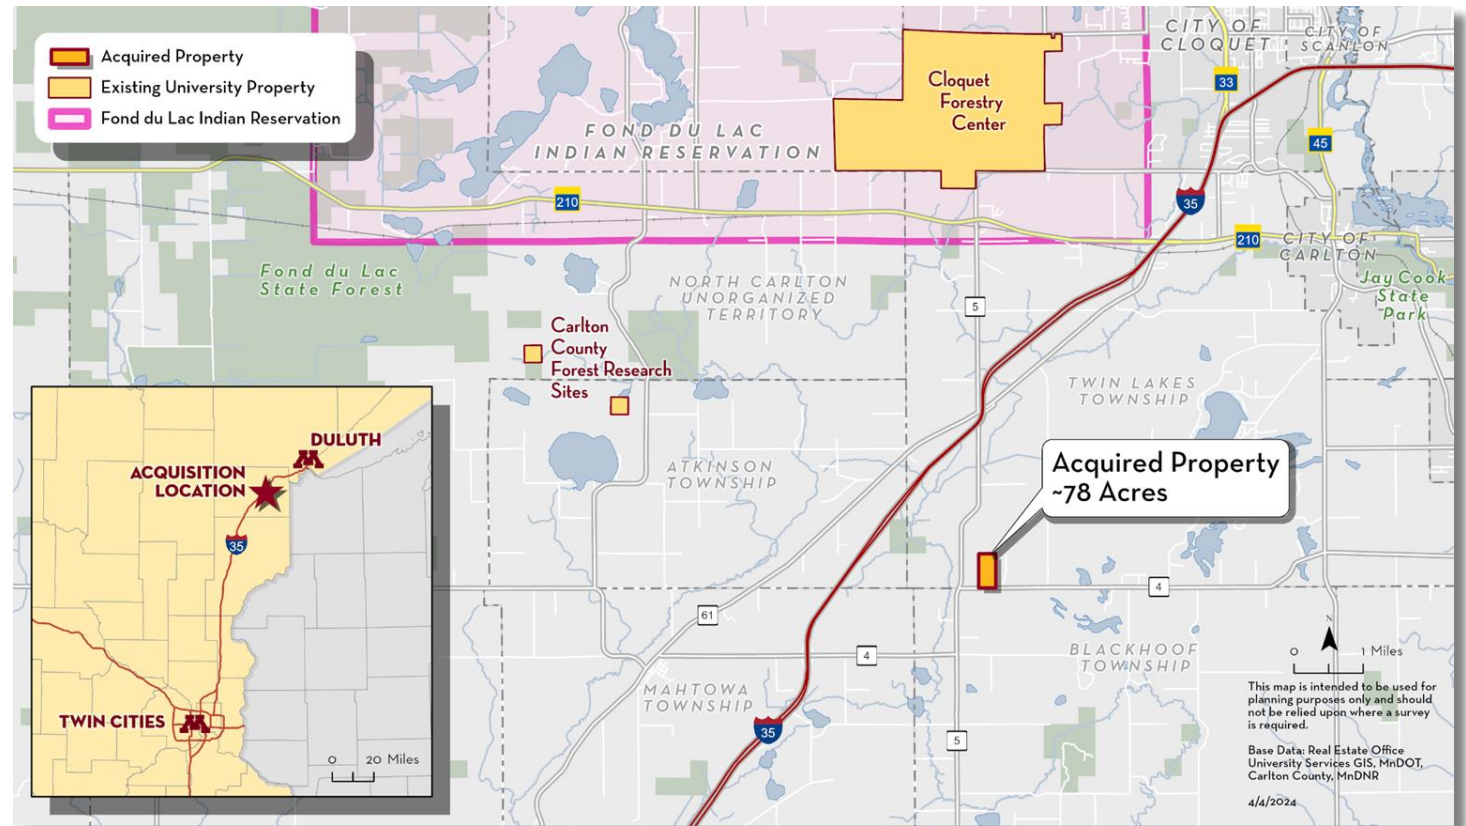 Acquired Property
Existing University Property
Fond du Lac Indian Reservation
CITY OF
CLOQUET
CITY OF
SCANLON
33
Cloquet
Forestry
Center
FOND DU LAC
INDIAN RESERVATION
45
210
35
210
CITY OF
CARLTON
Fond du Lac
State Forest
Jay Cook
State
Park
NORTH CARLTON
UNORGANIZED
TERRITORY
5
Carlton
County
Forest Research
Sites
TWIN LAKES
TOWNSHIP
ATKINSON
TOWNSHIP
Acquired Property
~78 Acres
4
61
4
BLACKHOOF
TOWNSHIP
MAHTOWA
TOWNSHIP
35
5
DULUTH
ACQUISITION
LOCATION
35
TWIN CITIES
0 20 Miles
N
0 1 Miles
This map is intended to be used for
planning purposes only and should
not be relied upon where a survey
is required.
Base Data: Real Estate Office
University Services GIS, MnDOT,
Carlton County, MnDNR
4/4/2024